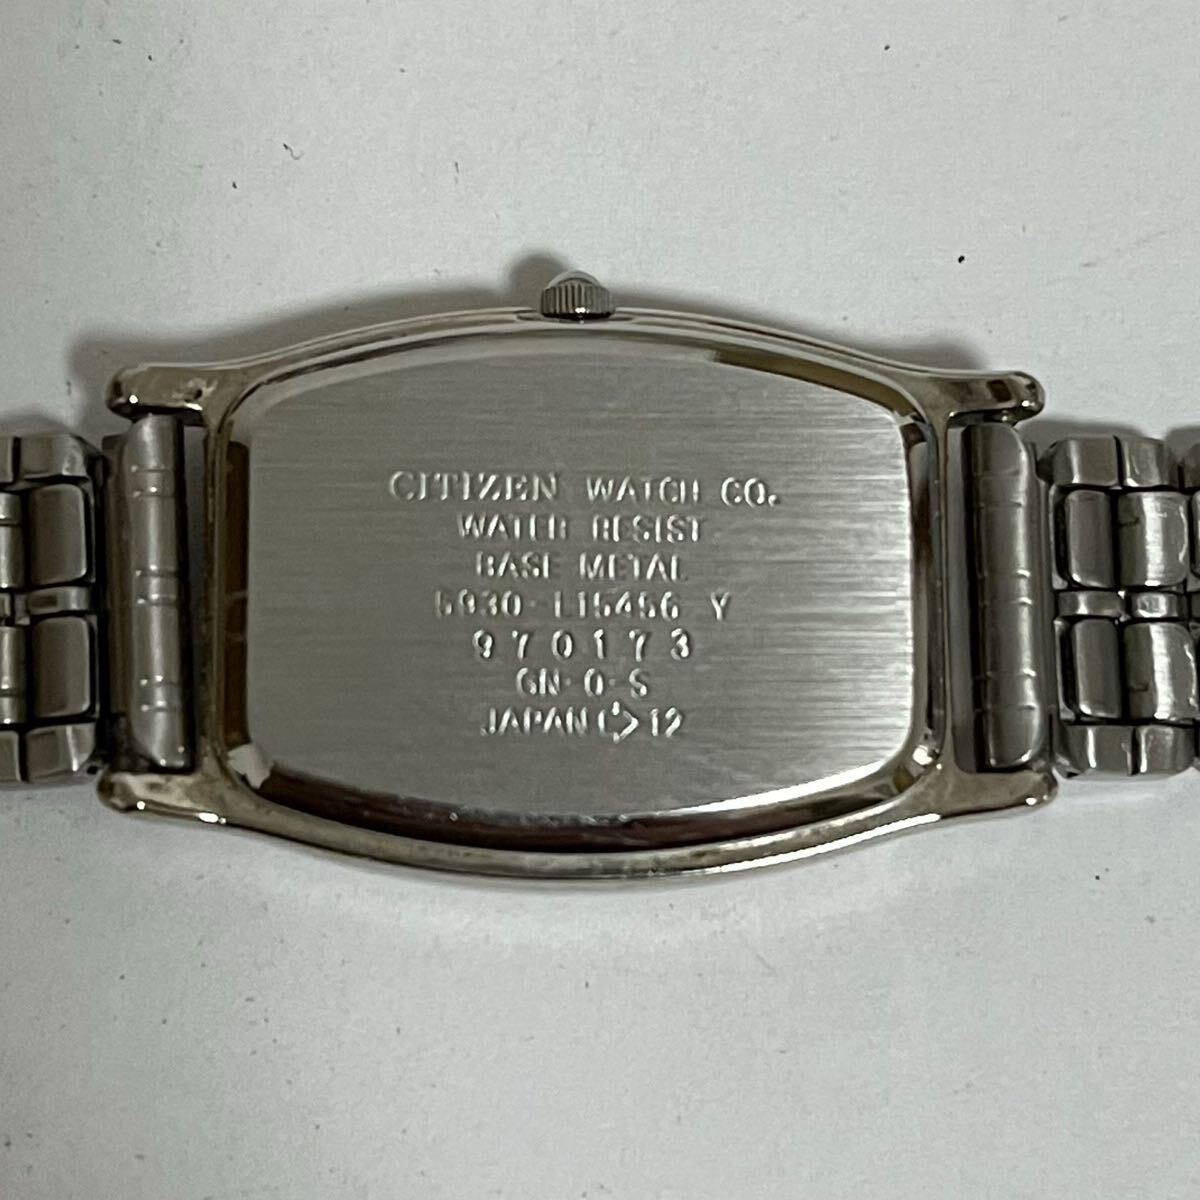 CITIZEN WATCH CO.
WATER RESIST
BASE METAL
5930-L15456 Y
970173
GN-0-S
JAPAN 12